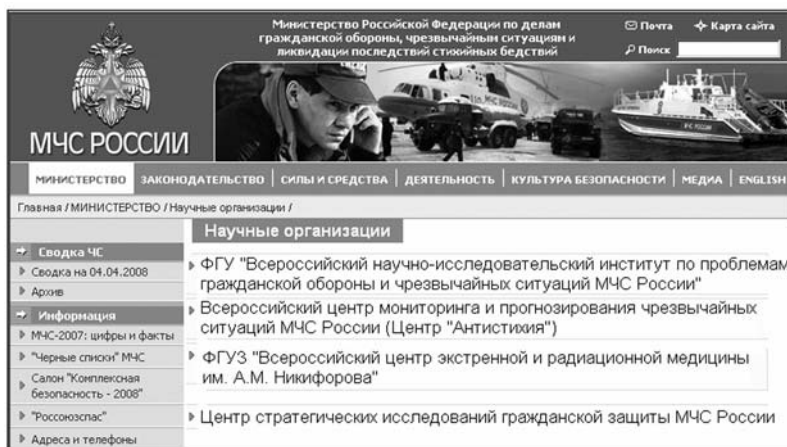 Министерство Российской Федерации по делам
гражданской обороны, чрезвычайным ситуациям и
ликвидации последствий стихийных бедствий
Почта
Карта сайта
Поиск
МЧС РОССИИ
МИНИСТЕРСТВО
ЗАКОНОДАТЕЛЬСТВО
СИЛЫ И СРЕДСТВА
ДЕЯТЕЛЬНОСТЬ
КУЛЬТУРА БЕЗОПАСНОСТИ
МЕДИА
ENGLISH
Главная / МИНИСТЕРСТВО / Научные организации /
Сводка ЧС
Сводка на 04.04.2008
Архив
Информация
МЧС-2007: цифры и факты
"Черные списки" МЧС
Салон "Комплексная
безопасность - 2008"
"Россоюзспас"
Адреса и телефоны
Научные организации
ФГУ "Всероссийский научно-исследовательский институт по проблемам
гражданской обороны и чрезвычайных ситуаций МЧС России"
Всероссийский центр мониторинга и прогнозирования чрезвычайных
ситуаций МЧС России (Центр "Антистихия")
ФГУЗ "Всероссийский центр экстренной и радиационной медицины
им. А.М. Никифорова"
Центр стратегических исследований гражданской защиты МЧС России